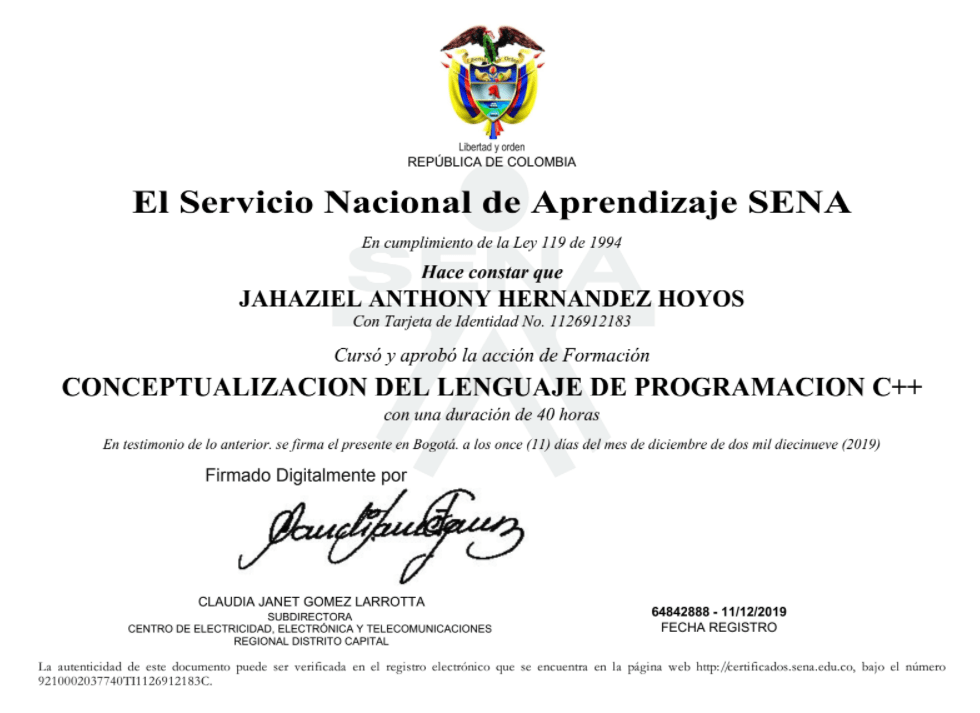 Libertad y orden
REPÚBLICA DE COLOMBIA
El Servicio Nacional de Aprendizaje SENA
En cumplimiento de la Ley 119 de 1994
SENA
Hace constar que
JAHAZIEL ANTHONY HERNANDEZ HOYOS
Con Tarjeta de Identidad No. 1126912183
Cursó y aprobó la acción de Formación
CONCEPTUALIZACION DEL LENGUAJE DE PROGRAMACION C++
con una duración de 40 horas
En testimonio de lo anterior. se firma el presente en Bogotá. a los once (11) días del mes de diciembre de dos mil diecinueve (2019)
Firmado Digitalmente por
CLAUDIA JANET GOMEZ LARROTTA
SUBDIRECTORA
CENTRO DE ELECTRICIDAD, ELECTRÓNICA Y TELECOMUNICACIONES
REGIONAL DISTRITO CAPITAL
64842888 - 11/12/2019
FECHA REGISTRO
La autenticidad de este documento puede ser verificada en el registro electrónico que se encuentra en la página web http://certificados.sena.edu.co, bajo el número
9210002037740TI1126912183C.